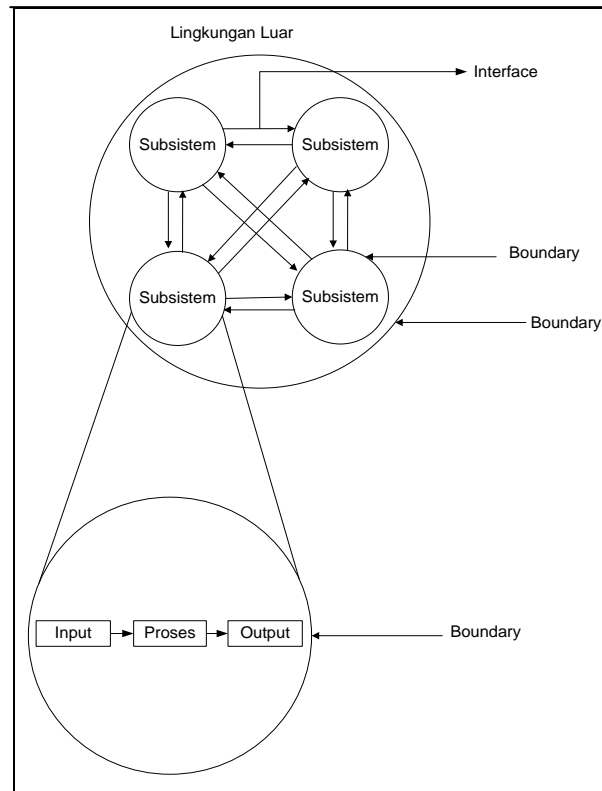 Lingkungan Luar
Interface
Subsistem
Subsistem
Boundary
Subsistem
Subsistem
Boundary
Input
Proses
Output
Boundary